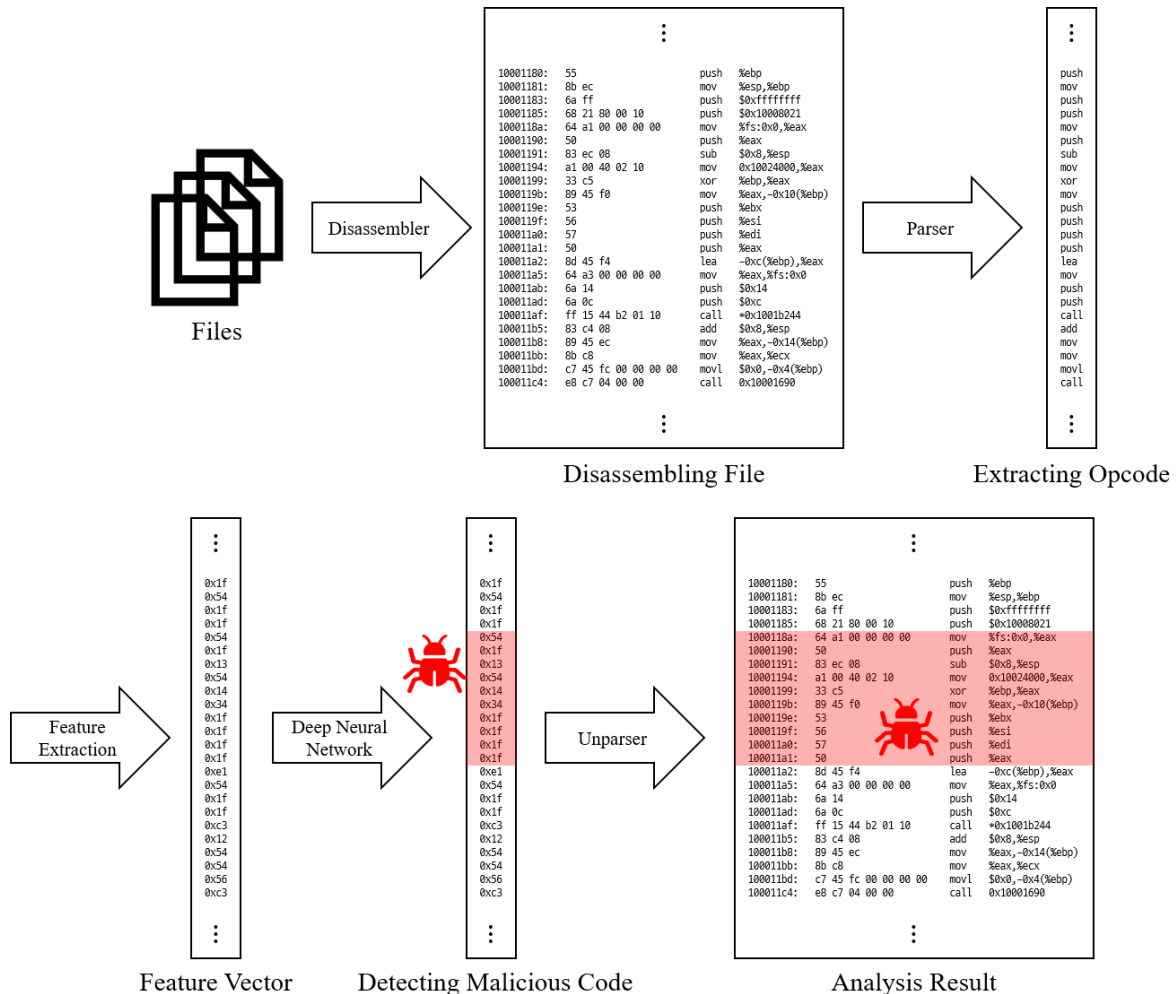 ⋮
10001180: 55 push %ebp
10001181: 8b ec mov %esp,%ebp
10001183: 6a ff push $0xffffffff
10001185: 68 21 80 00 10 push $0x10008021
1000118a: 64 a1 00 00 00 00 mov %fs:0x0,%eax
10001190: 50 push %eax
10001191: 83 ec 08 sub $0x8,%esp
10001194: a1 00 40 02 10 mov 0x10024000,%eax
10001199: 33 c5 xor %ebp,%eax
1000119b: 89 45 f0 mov %eax,-0x10(%ebp)
1000119e: 53 push %ebx
1000119f: 56 push %esi
100011a0: 57 push %edi
100011a1: 50 push %eax
100011a2: 8d 45 f4 lea -0xc(%ebp),%eax
100011a5: 64 a3 00 00 00 00 mov %eax,%fs:0x0
100011ab: 6a 14 push $0x14
100011ad: 6a 0c push $0xc
100011af: ff 15 44 b2 01 10 call *0x1001b244
100011b5: 83 c4 08 add $0x8,%esp
100011b8: 89 45 ec mov %eax,-0x14(%ebp)
100011bb: 8b c8 mov %eax,%ecx
100011bd: c7 45 fc 00 00 00 00 movl $0x0,-0x4(%ebp)
100011c4: e8 c7 04 00 00 call 0x10001690
⋮
⋮
push
mov
push
push
mov
push
sub
mov
xor
mov
push
push
push
push
lea
mov
push
push
call
add
mov
mov
movl
call
⋮
Files
Disassembler
Parser
Disassembling File
Extracting Opcode
Feature
Extraction
⋮
0x1f
0x54
0x1f
0x1f
0x54
0x1f
0x13
0x54
0x14
0x34
0x1f
0x1f
0x1f
0x1f
0xe1
0x54
0x1f
0x1f
0xc3
0x12
0x54
0x54
0x56
0xc3
⋮
Feature Vector
Deep Neural
Network
⋮
0x1f
0x54
0x1f
0x1f
0x54
0x1f
0x13
0x54
0x14
0x34
0x1f
0x1f
0x1f
0x1f
0xe1
0x54
0x1f
0x1f
0xc3
0x12
0x54
0x54
0x56
0xc3
⋮
Detecting Malicious Code
Unparser
⋮
10001180: 55 push %ebp
10001181: 8b ec mov %esp,%ebp
10001183: 6a ff push $0xffffffff
10001185: 68 21 80 00 10 push $0x10008021
1000118a: 64 a1 00 00 00 00 mov %fs:0x0,%eax
10001190: 50 push %eax
10001191: 83 ec 08 sub $0x8,%esp
10001194: a1 00 40 02 10 mov 0x10024000,%eax
10001199: 33 c5 xor %ebp,%eax
1000119b: 89 45 f0 mov %eax,-0x10(%ebp)
1000119e: 53 push %ebx
1000119f: 56 push %esi
100011a0: 57 push %edi
100011a1: 50 push %eax
100011a2: 8d 45 f4 lea -0xc(%ebp),%eax
100011a5: 64 a3 00 00 00 00 mov %eax,%fs:0x0
100011ab: 6a 14 push $0x14
100011ad: 6a 0c push $0xc
100011af: ff 15 44 b2 01 10 call *0x1001b244
100011b5: 83 c4 08 add $0x8,%esp
100011b8: 89 45 ec mov %eax,-0x14(%ebp)
100011bb: 8b c8 mov %eax,%ecx
100011bd: c7 45 fc 00 00 00 00 movl $0x0,-0x4(%ebp)
100011c4: e8 c7 04 00 00 call 0x10001690
⋮
Analysis Result